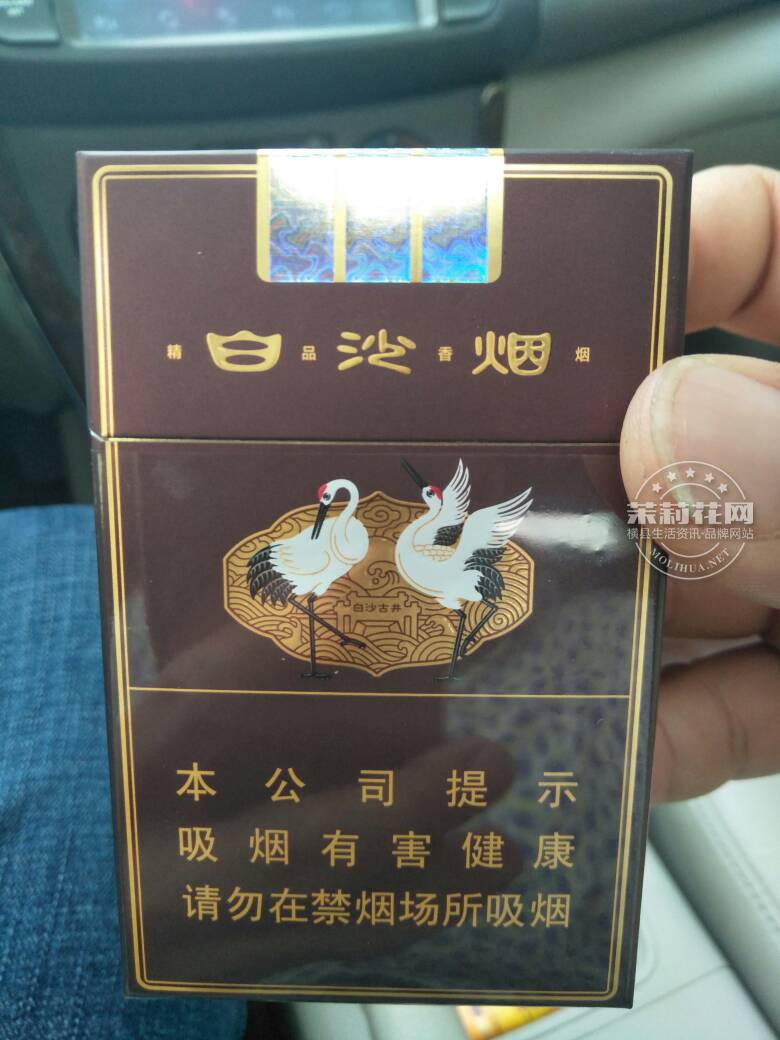 精白品沙香烟烟
白沙古井
茉莉花网
横县生活资讯·品牌网站
MOLIHUA.NET
本公司提示
吸烟有害健康
请勿在禁烟场所吸烟